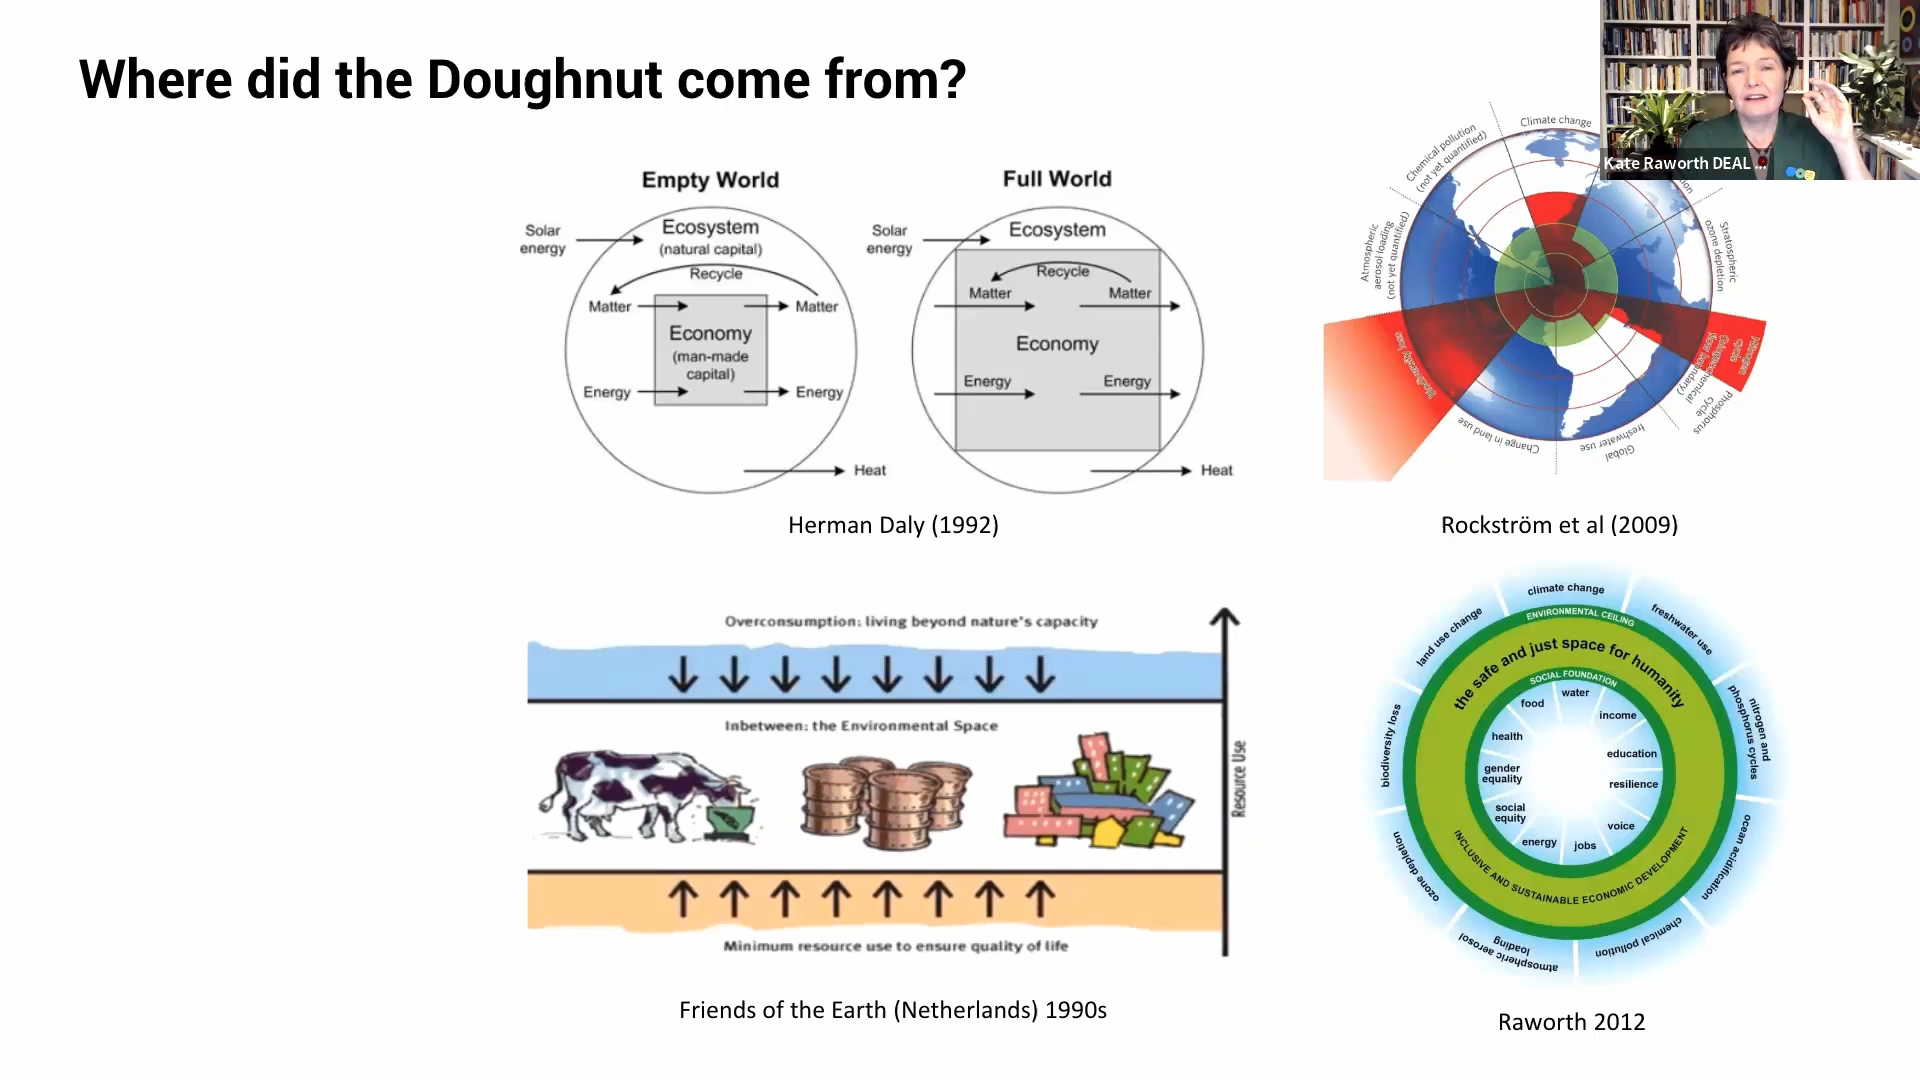 Where did the Doughnut come from?
Kate Raworth DEAL ...
Empty World
Solar
energy
Ecosystem
(natural capital)
Recycle
Matter
Matter
Economy
(man-made
capital)
Energy
Energy
Heat
Full World
Solar
energy
Ecosystem
Recycle
Matter
Matter
Economy
Energy
Energy
Heat
Herman Daly (1992)
Climate change
Chemical pollution
(not yet quantified)
Atmospheric
aerosol loading
(not yet quantified)
Stratospheric
ozone depletion
Biodiversity loss
Nitrogen
cycle
Phosphorus
cycle
Global
freshwater use
Change in land use
Rockström et al (2009)
Overconsumption: living beyond nature's capacity
Inbetween: the Environmental Space
Minimum resource use to ensure quality of life
Resource Use
Friends of the Earth (Netherlands) 1990s
climate change
freshwater use
nitrogen and
phosphorus cycles
ocean acidification
chemical pollution
atmospheric aerosol
loading
ozone depletion
biodiversity loss
land use change
ENVIRONMENTAL CEILING
the safe and just space for humanity
SOCIAL FOUNDATION
water
income
education
resilience
voice
jobs
energy
social
equity
gender
equality
health
food
INCLUSIVE AND SUSTAINABLE ECONOMIC DEVELOPMENT
Raworth 2012